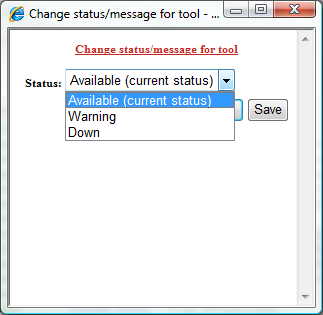 Change status/message for tool - ...
Change status/message for tool
Status: Available (current status)
Available (current status)
Warning
Down
Save